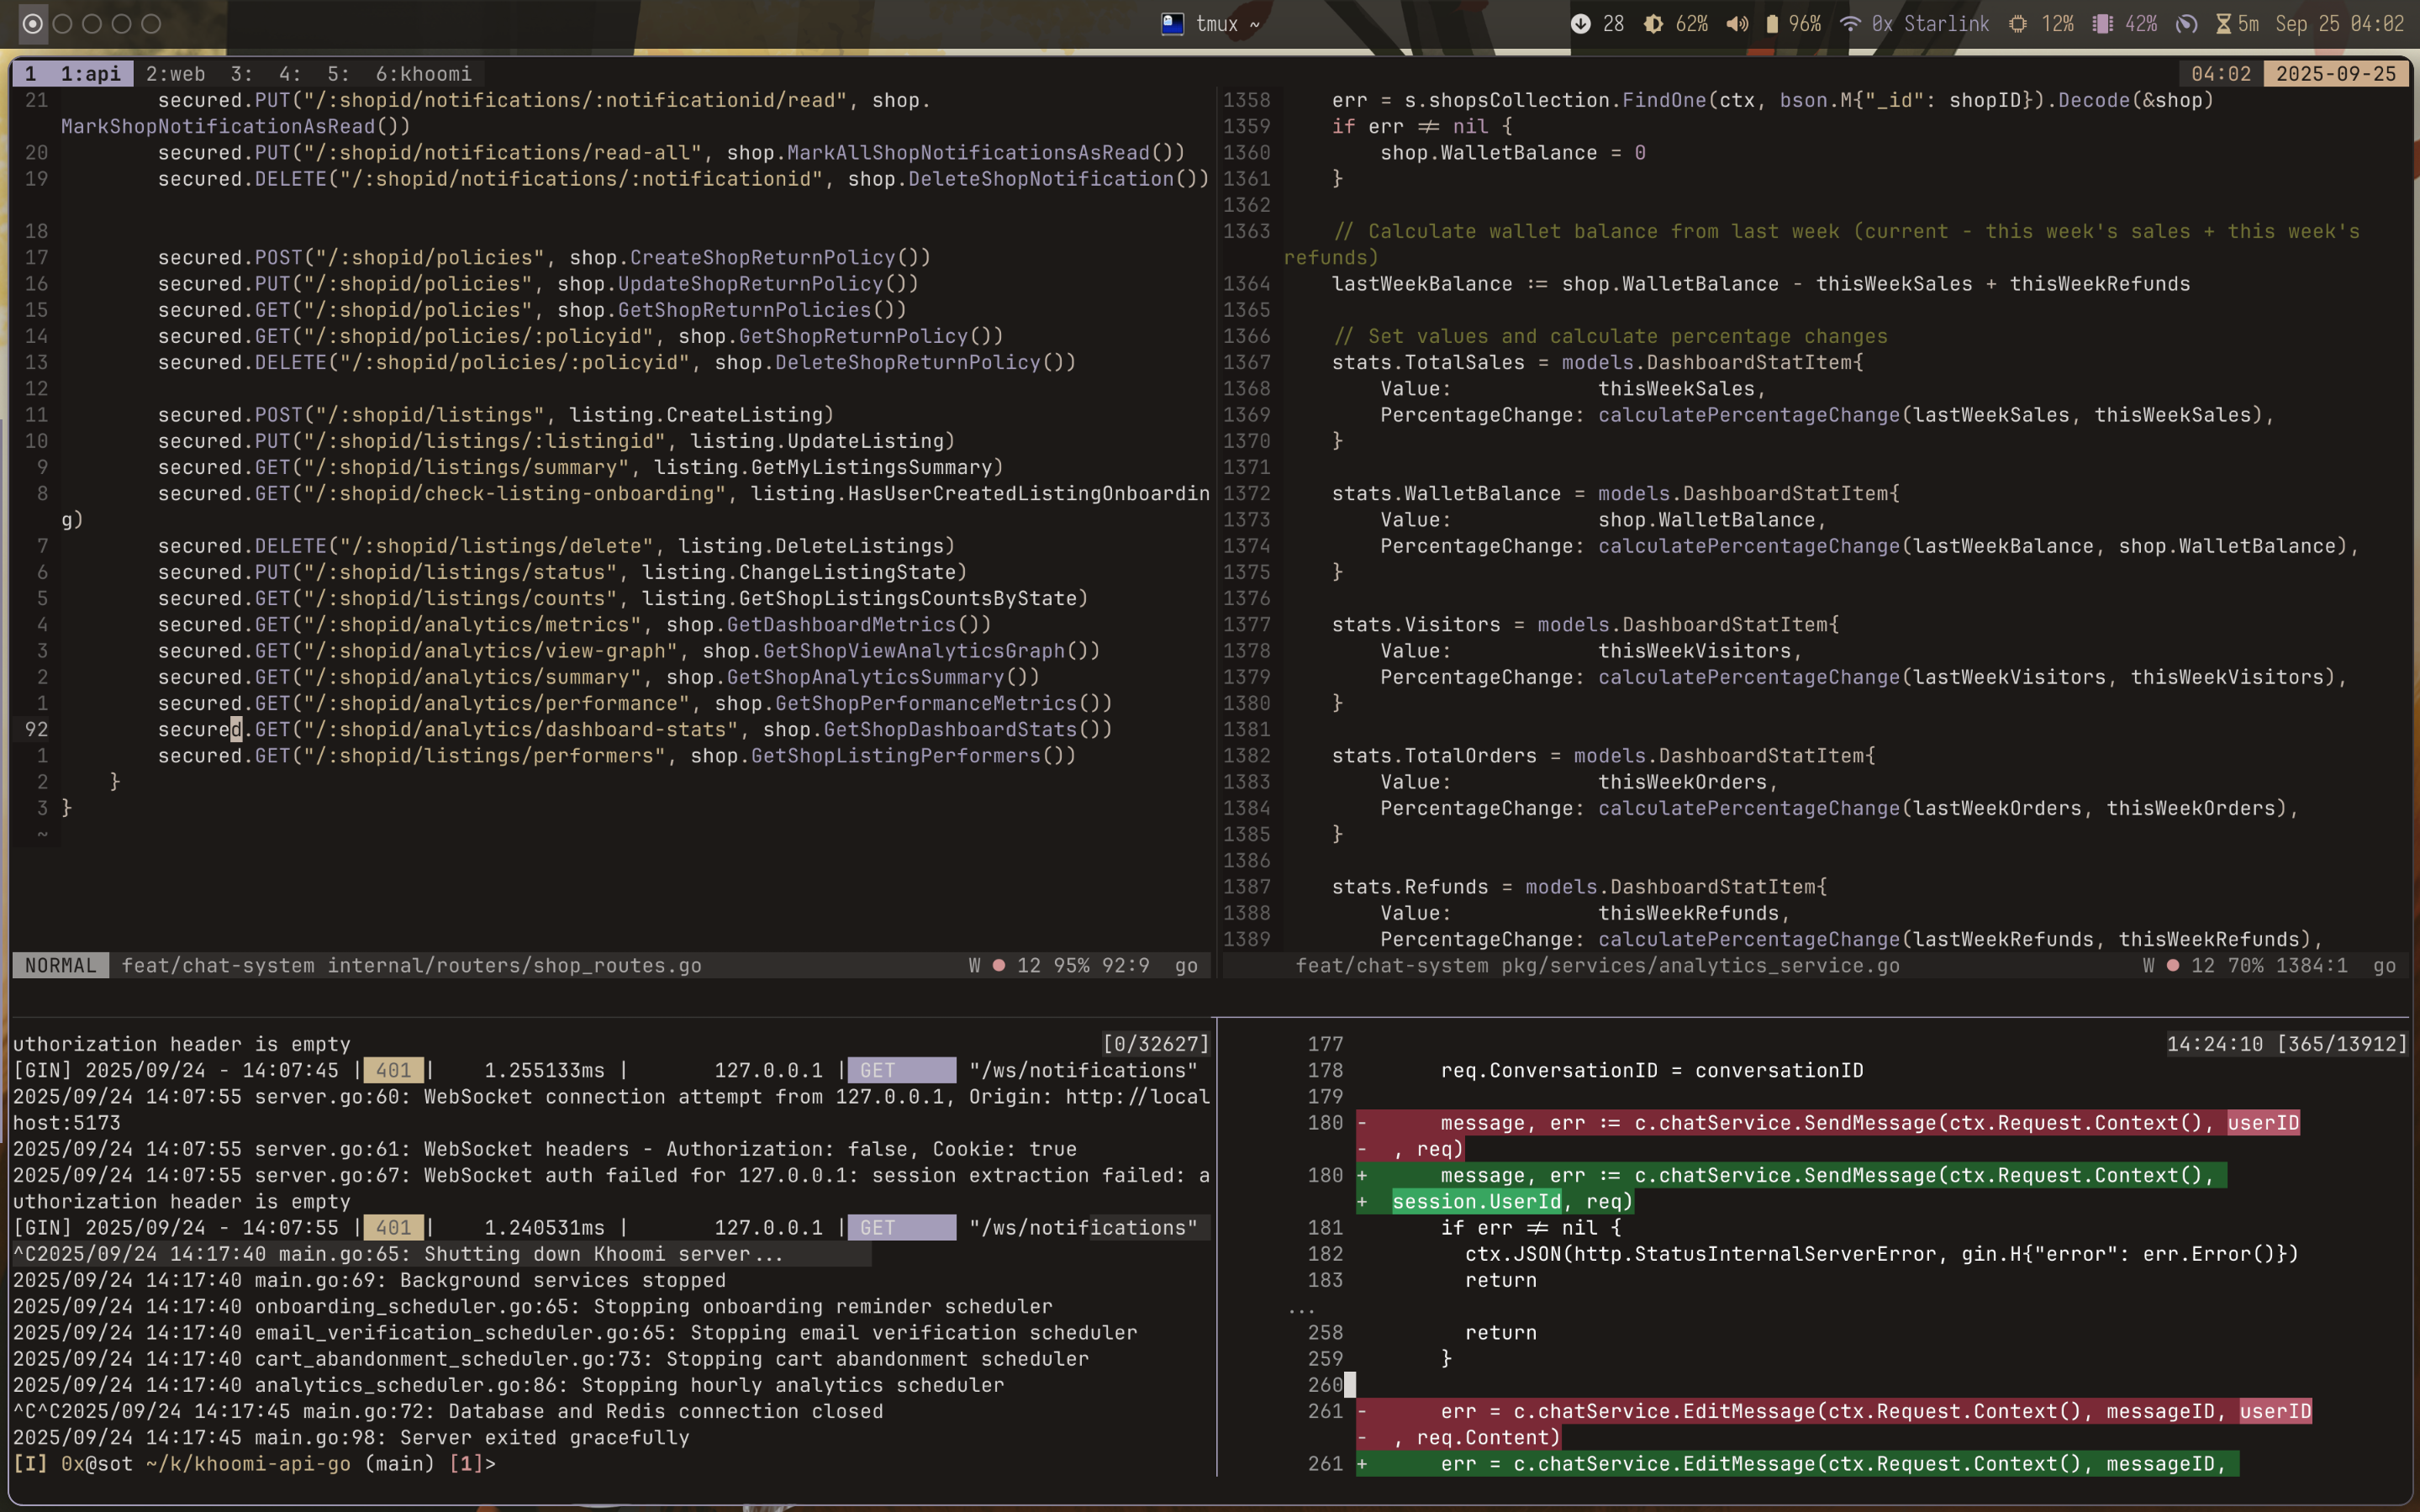 tmux ~
28 62% 96% 0x Starlink 12% 42% 5m Sep 25 04:02
1 1:api 2:web 3: 4: 5: 6:khoomi
04:02 2025-09-25
21 secured.PUT("/:shopid/notifications/:notificationid/read", shop.
MarkShopNotificationAsRead())
20 secured.PUT("/:shopid/notifications/read-all", shop.MarkAllShopNotificationsAsRead())
19 secured.DELETE("/:shopid/notifications/:notificationid", shop.DeleteShopNotification())
18
17 secured.POST("/:shopid/policies", shop.CreateShopReturnPolicy())
16 secured.PUT("/:shopid/policies", shop.UpdateShopReturnPolicy())
15 secured.GET("/:shopid/policies", shop.GetShopReturnPolicies())
14 secured.GET("/:shopid/policies/:policyid", shop.GetShopReturnPolicy())
13 secured.DELETE("/:shopid/policies/:policyid", shop.DeleteShopReturnPolicy())
12
11 secured.POST("/:shopid/listings", listing.CreateListing)
10 secured.PUT("/:shopid/listings/:listingid", listing.UpdateListing)
9 secured.GET("/:shopid/listings/summary", listing.GetMyListingsSummary)
8 secured.GET("/:shopid/check-listing-onboarding", listing.HasUserCreatedListingOnboardin
g)
7 secured.DELETE("/:shopid/listings/delete", listing.DeleteListings)
6 secured.PUT("/:shopid/listings/status", listing.ChangeListingState)
5 secured.GET("/:shopid/listings/counts", listing.GetShopListingsCountsByState)
4 secured.GET("/:shopid/analytics/metrics", shop.GetDashboardMetrics())
3 secured.GET("/:shopid/analytics/view-graph", shop.GetShopViewAnalyticsGraph())
2 secured.GET("/:shopid/analytics/summary", shop.GetShopAnalyticsSummary())
1 secured.GET("/:shopid/analytics/performance", shop.GetShopPerformanceMetrics())
92 secured.GET("/:shopid/analytics/dashboard-stats", shop.GetShopDashboardStats())
1 secured.GET("/:shopid/listings/performers", shop.GetShopListingPerformers())
2 }
3 }
~
NORMAL feat/chat-system internal/routers/shop_routes.go W ● 12 95% 92:9 go
1358 err = s.shopsCollection.FindOne(ctx, bson.M{"_id": shopID}).Decode(&shop)
1359 if err != nil {
1360 shop.WalletBalance = 0
1361 }
1362
1363 // Calculate wallet balance from last week (current - this week's sales + this week's
refunds)
1364 lastWeekBalance := shop.WalletBalance - thisWeekSales + thisWeekRefunds
1365
1366 // Set values and calculate percentage changes
1367 stats.TotalSales = models.DashboardStatItem{
1368 Value: thisWeekSales,
1369 PercentageChange: calculatePercentageChange(lastWeekSales, thisWeekSales),
1370 }
1371
1372 stats.WalletBalance = models.DashboardStatItem{
1373 Value: shop.WalletBalance,
1374 PercentageChange: calculatePercentageChange(lastWeekBalance, shop.WalletBalance),
1375 }
1376
1377 stats.Visitors = models.DashboardStatItem{
1378 Value: thisWeekVisitors,
1379 PercentageChange: calculatePercentageChange(lastWeekVisitors, thisWeekVisitors),
1380 }
1381
1382 stats.TotalOrders = models.DashboardStatItem{
1383 Value: thisWeekOrders,
1384 PercentageChange: calculatePercentageChange(lastWeekOrders, thisWeekOrders),
1385 }
1386
1387 stats.Refunds = models.DashboardStatItem{
1388 Value: thisWeekRefunds,
1389 PercentageChange: calculatePercentageChange(lastWeekRefunds, thisWeekRefunds),
feat/chat-system pkg/services/analytics_service.go W ● 12 70% 1384:1 go
uthorization header is empty [0/32627]
[GIN] 2025/09/24 - 14:07:45 | 401 | 1.255133ms | 127.0.0.1 | GET "/ws/notifications"
2025/09/24 14:07:55 server.go:60: WebSocket connection attempt from 127.0.0.1, Origin: http://local
host:5173
2025/09/24 14:07:55 server.go:61: WebSocket headers - Authorization: false, Cookie: true
2025/09/24 14:07:55 server.go:67: WebSocket auth failed for 127.0.0.1: session extraction failed: a
uthorization header is empty
[GIN] 2025/09/24 - 14:07:55 | 401 | 1.240531ms | 127.0.0.1 | GET "/ws/notifications"
^C2025/09/24 14:17:40 main.go:65: Shutting down Khoomi server...
2025/09/24 14:17:40 main.go:69: Background services stopped
2025/09/24 14:17:40 onboarding_scheduler.go:65: Stopping onboarding reminder scheduler
2025/09/24 14:17:40 email_verification_scheduler.go:65: Stopping email verification scheduler
2025/09/24 14:17:40 cart_abandonment_scheduler.go:73: Stopping cart abandonment scheduler
2025/09/24 14:17:40 analytics_scheduler.go:86: Stopping hourly analytics scheduler
^C^C2025/09/24 14:17:45 main.go:72: Database and Redis connection closed
2025/09/24 14:17:45 main.go:98: Server exited gracefully
[I] 0x@sot ~/k/khoomi-api-go (main) [1]>
177 14:24:10 [365/13912]
178 req.ConversationID = conversationID
179
180 - message, err := c.chatService.SendMessage(ctx.Request.Context(), userID
- , req)
180 + message, err := c.chatService.SendMessage(ctx.Request.Context(),
+ session.UserId, req)
181 if err != nil {
182 ctx.JSON(http.StatusInternalServerError, gin.H{"error": err.Error()})
183 return
...
258 return
259 }
260
261 - err = c.chatService.EditMessage(ctx.Request.Context(), messageID, userID
- , req.Content)
261 + err = c.chatService.EditMessage(ctx.Request.Context(), messageID,